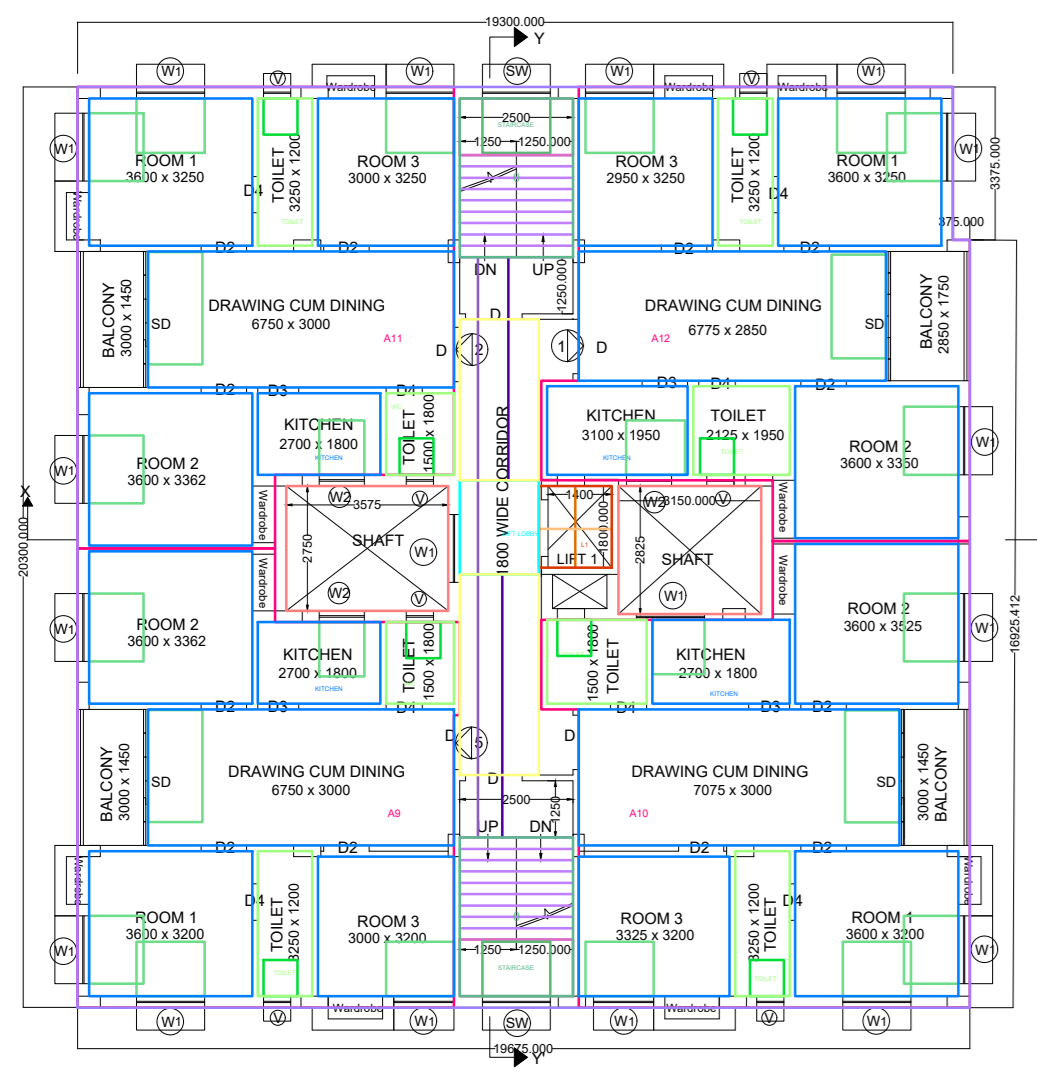 19300.000
Y
W1
V
W1
SW
W1
V
W1
Wardrobe
Wardrobe
2500
STAIRCASE
1250
1250.000
W1
ROOM 1
3600 x 3250
TOILET
3250 x 1200
ROOM 3
3000 x 3250
ROOM 3
2950 x 3250
TOILET
3250 x 1200
ROOM 1
3600 x 3250
W1
3375.000
D4
D4
Wardrobe
TOILET
TOILET
375.000
D2
D2
D2
D2
DN
UP
1250.000
BALCONY
3000 x 1450
DRAWING CUM DINING
6750 x 3000
DRAWING CUM DINING
6775 x 2850
BALCONY
2850 x 1750
SD
D
SD
A11
A12
D
2
1
D
D2
D3
D4
D3
D4
D2
KITCHEN
2700 x 1800
TOILET
1500 x 1800
1800 WIDE CORRIDOR
KITCHEN
3100 x 1950
TOILET
2125 x 1950
KITCHEN
KITCHEN
TOILET
W1
ROOM 2
3600 x 3362
ROOM 2
3600 x 3350
W1
X
20300.000
Wardrobe
W2
V
3575
2750
SHAFT
W1
W2
V
1400
1800.000
L1
LIFT 1
W2
V
3150.000
2825
SHAFT
W1
Wardrobe
Wardrobe
Wardrobe
W1
ROOM 2
3600 x 3362
ROOM 2
3600 x 3525
W1
16925.412
KITCHEN
2700 x 1800
TOILET
1500 x 1800
1500 x 1800
TOILET
KITCHEN
2700 x 1800
KITCHEN
KITCHEN
D2
D3
D4
D4
D3
D2
D
5
D
BALCONY
3000 x 1450
DRAWING CUM DINING
6750 x 3000
DRAWING CUM DINING
7075 x 3000
3000 x 1450
BALCONY
SD
D
SD
2500
1250
A9
A10
UP
DN
D2
D2
D2
D2
Wardrobe
Wardrobe
D4
D4
W1
ROOM 1
3600 x 3200
TOILET
3250 x 1200
ROOM 3
3000 x 3200
ROOM 3
3325 x 3200
3250 x 1200
TOILET
ROOM 1
3600 x 3200
W1
1250
1250.000
STAIRCASE
TOILET
TOILET
Wardrobe
Wardrobe
W1
V
W1
SW
W1
V
W1
19675.000
Y'